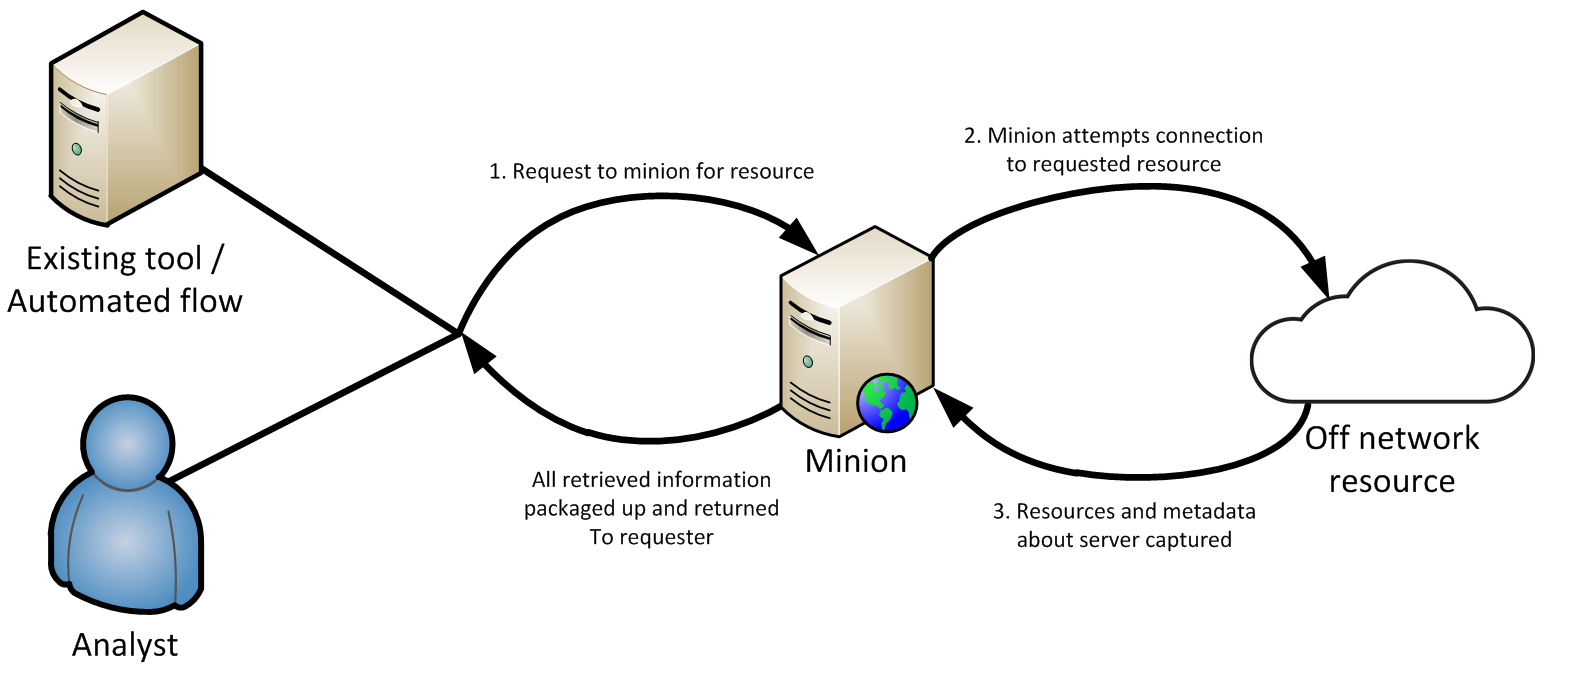 Existing tool /
Automated flow
Analyst
1. Request to minion for resource
All retrieved information
packaged up and returned
To requester
Minion
2. Minion attempts connection
to requested resource
3. Resources and metadata
about server captured
Off network
resource